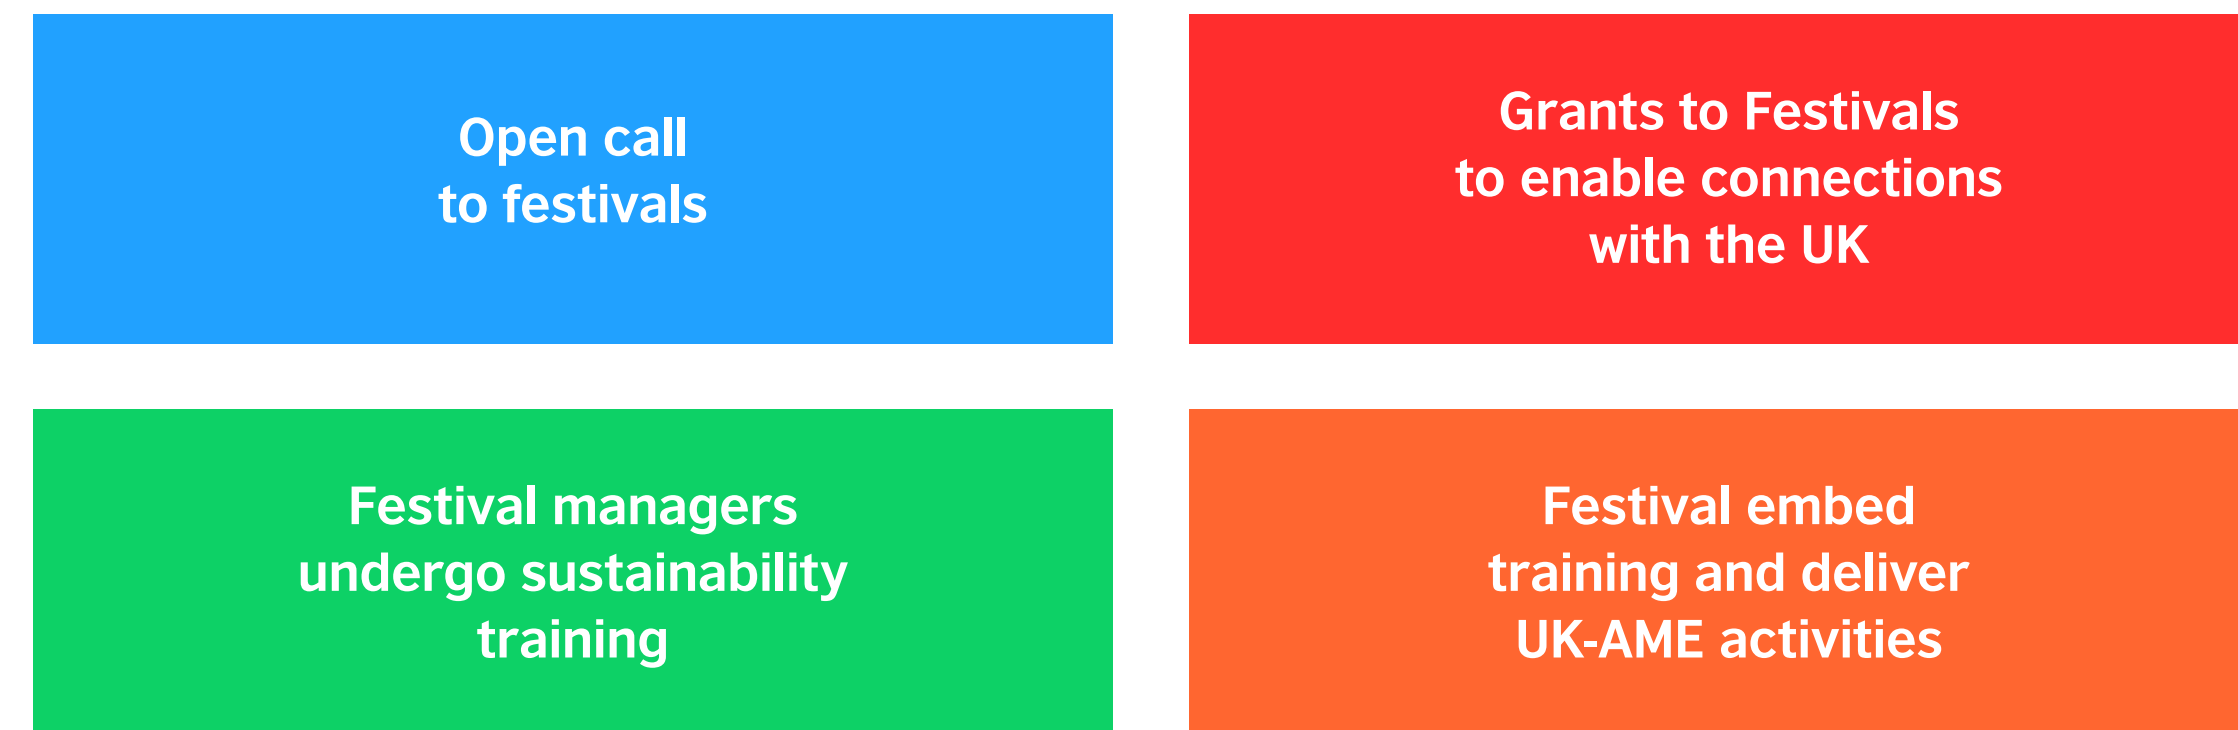 Open call
to festivals
Grants to Festivals
to enable connections
with the UK
Festival managers
undergo sustainability
training
Festival embed
training and deliver
UK-AME activities